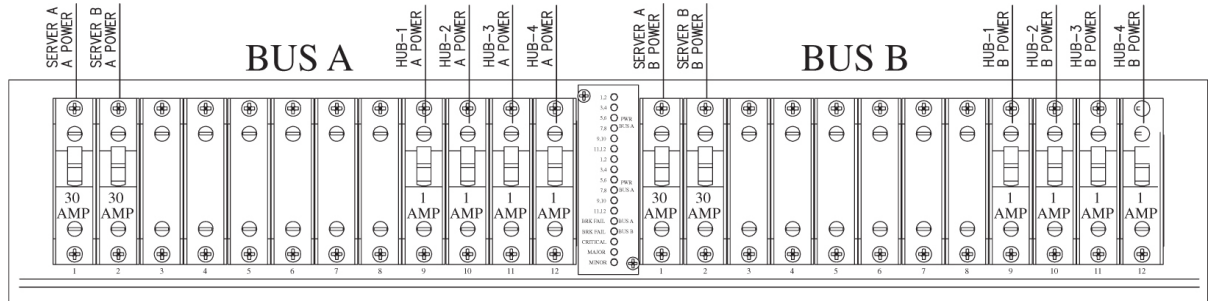 SERVER A
A POWER
SERVER B
A POWER
BUS A
HUB-1
A POWER
HUB-2
A POWER
HUB-3
A POWER
HUB-4
A POWER
SERVER A
B POWER
SERVER B
B POWER
BUS B
HUB-1
B POWER
HUB-2
B POWER
HUB-3
B POWER
HUB-4
B POWER
30
AMP
30
AMP
1
AMP
1
AMP
1
AMP
1
AMP
1,2
3,4
5,6
PWR
BUS A
7,8
9,10
11,12
1,2
3,4
5,6
PWR
BUS A
7,8
9,10
11,12
BRK FAIL BUS A
BRK FAIL BUS B
CRITICAL
MAJOR
MINOR
30
AMP
30
AMP
1
AMP
1
AMP
1
AMP
1
AMP
1 2 3 4 5 6 7 8 9 10 11 12
1 2 3 4 5 6 7 8 9 10 11 12